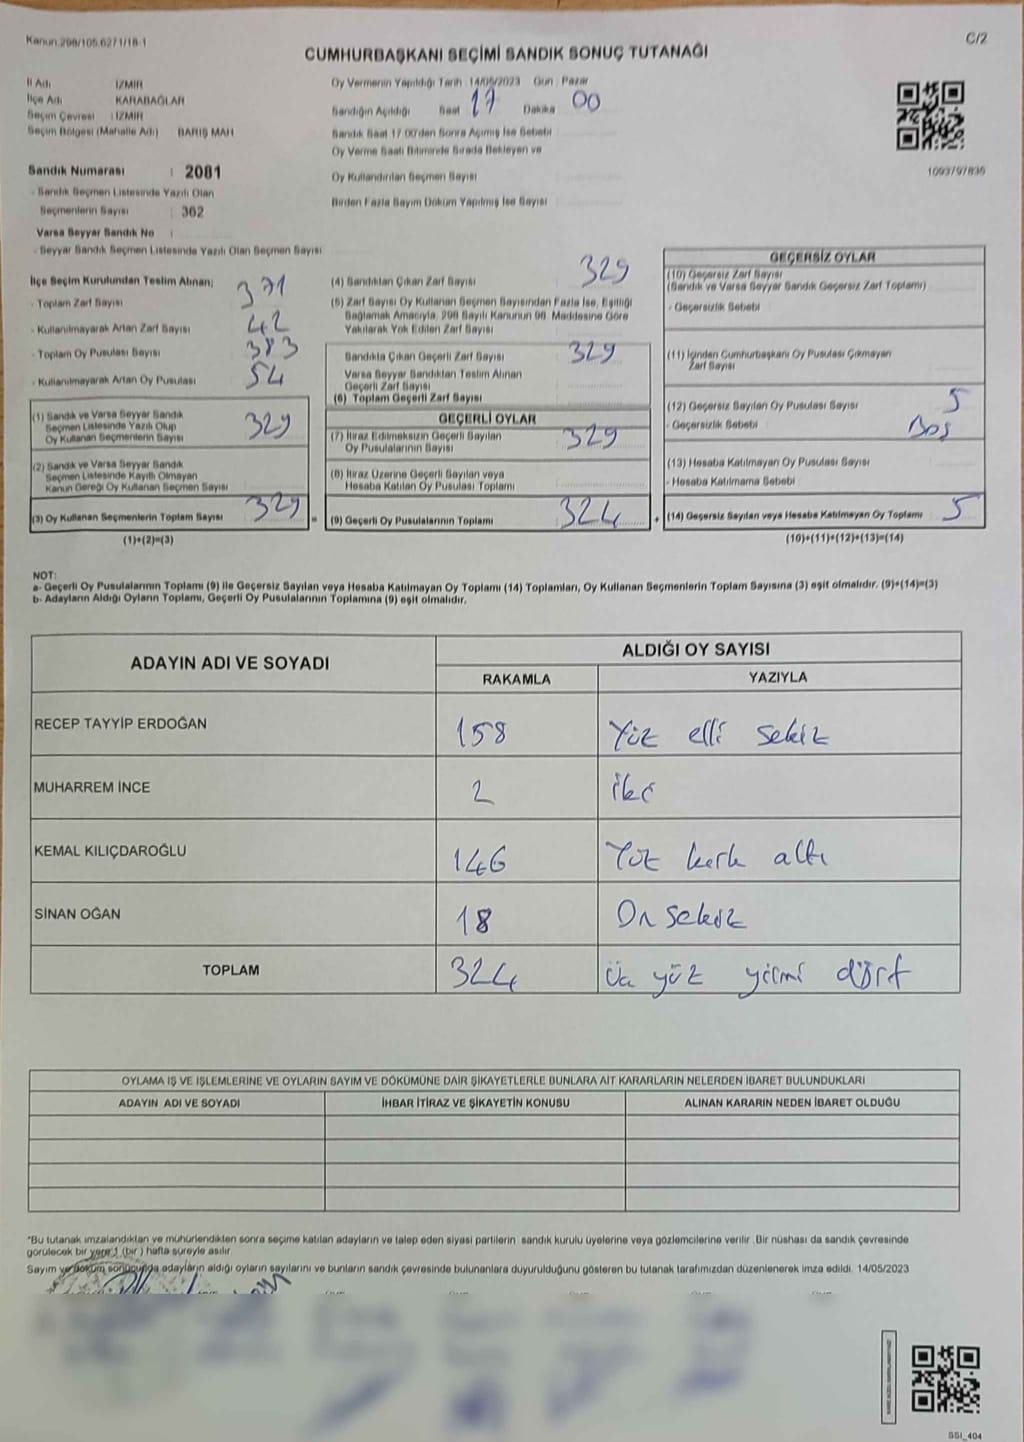 Kanun.298/105.6271/18-1
C/2
CUMHURBAŞKANI SEÇİMİ SANDIK SONUÇ TUTANAĞI
İl Adı : İZMİR
İlçe Adı : KARABAĞLAR
Seçim Çevresi : İZMİR
Seçim Bölgesi (Mahalle Adı) BARIŞ MAH
Sandık Numarası : 2081
- Sandık Seçmen Listesinde Yazılı Olan
Seçmenlerin Sayısı : 362
Varsa Seyyar Sandık No :
- Seyyar Sandık Seçmen Listesinde Yazılı Olan Seçmen Sayısı
Oy Vermenin Yapıldığı Tarih : 14/05/2023 Gün : Pazar
Sandığın Açıldığı Saat 17 Dakika 00
Sandık Saat 17:00'den Sonra Açılmış İse Sebebi
Oy Verme Saati Bitiminde Sırada Bekleyen ve
Oy Kullandırılan Seçmen Sayısı
Birden Fazla Sayım Döküm Yapılmış İse Sayısı
1093797835
İlçe Seçim Kurulundan Teslim Alınan;
- Toplam Zarf Sayısı 371
- Kullanılmayarak Artan Zarf Sayısı 42
- Toplam Oy Pusulası Sayısı 383
- Kullanılmayarak Artan Oy Pusulası 54
(1) Sandık ve Varsa Seyyar Sandık
Seçmen Listesinde Yazılı Olup
Oy Kullanan Seçmenlerin Sayısı 329
(2) Sandık ve Varsa Seyyar Sandık
Seçmen Listesinde Kayıtlı Olmayan
Kanun Gereği Oy Kullanan Seçmen Sayısı
(3) Oy Kullanan Seçmenlerin Toplam Sayısı 329 =
(1)+(2)=(3)
(4) Sandıktan Çıkan Zarf Sayısı 329
(5) Zarf Sayısı Oy Kullanan Seçmen Sayısından Fazla İse, Eşitliği
Sağlamak Amacıyla, 298 Sayılı Kanunun 98. Maddesine Göre
Yakılarak Yok Edilen Zarf Sayısı
Sandıkta Çıkan Geçerli Zarf Sayısı 329
Varsa Seyyar Sandıktan Teslim Alınan
Geçerli Zarf Sayısı
(6) Toplam Geçerli Zarf Sayısı
GEÇERLİ OYLAR
(7) İtiraz Edilmeksizin Geçerli Sayılan 329
Oy Pusulalarının Sayısı
(8) İtiraz Üzerine Geçerli Sayılan veya
Hesaba Katılan Oy Pusulası Toplamı
(9) Geçerli Oy Pusulalarının Toplamı 324 +
GEÇERSİZ OYLAR
(10) Geçersiz Zarf Sayısı
(Sandık ve Varsa Seyyar Sandık Geçersiz Zarf Toplamı)
- Geçersizlik Sebebi
(11) İçinden Cumhurbaşkanı Oy Pusulası Çıkmayan
Zarf Sayısı
(12) Geçersiz Sayılan Oy Pusulası Sayısı 5
- Geçersizlik Sebebi Boş
(13) Hesaba Katılmayan Oy Pusulası Sayısı
- Hesaba Katılmama Sebebi
(14) Geçersiz Sayılan veya Hesaba Katılmayan Oy Toplamı 5
(10)+(11)+(12)+(13)=(14)
NOT:
a- Geçerli Oy Pusulalarının Toplamı (9) ile Geçersiz Sayılan veya Hesaba Katılmayan Oy Toplamı (14) Toplamları, Oy Kullanan Seçmenlerin Toplam Sayısına (3) eşit olmalıdır. (9)+(14)=(3)
b- Adayların Aldığı Oyların Toplamı, Geçerli Oy Pusulalarının Toplamına (9) eşit olmalıdır.
ADAYIN ADI VE SOYADI ALDIĞI OY SAYISI
RAKAMLA YAZIYLA
RECEP TAYYİP ERDOĞAN 158 Yüz elli sekiz
MUHARREM İNCE 2 iki
KEMAL KILIÇDAROĞLU 146 Yüz kırk altı
SİNAN OĞAN 18 On sekiz
TOPLAM 324 Üç yüz yirmi dört
OYLAMA İŞ VE İŞLEMLERİNE VE OYLARIN SAYIM VE DÖKÜMÜNE DAİR ŞİKAYETLERLE BUNLARA AİT KARARLARIN NELERDEN İBARET BULUNDUKLARI
ADAYIN ADI VE SOYADI İHBAR İTİRAZ VE ŞİKAYETİN KONUSU ALINAN KARARIN NEDEN İBARET OLDUĞU
*Bu tutanak imzalandıktan ve mühürlendikten sonra seçime katılan adayların ve talep eden siyasi partilerin sandık kurulu üyelerine veya gözlemcilerine verilir. Bir nüshası da sandık çevresinde
görülecek bir yere 1 (bir) hafta süreyle asılır.
Sayım ve döküm sonucunda adayların aldığı oyların sayılarını ve bunların sandık çevresinde bulunanlara duyurulduğunu gösteren bu tutanak tarafımızdan düzenlenerek imza edildi. 14/05/2023
SSI_404